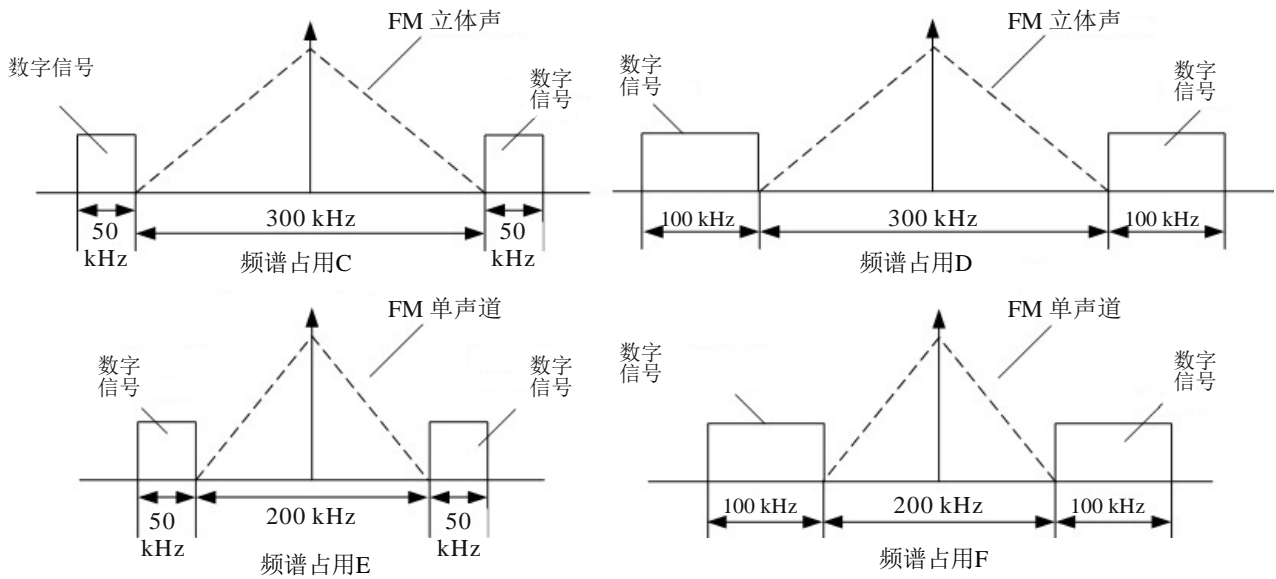 FM 立体声
数字信号
数字
信号
50
kHz
300 kHz
50
kHz
频谱占用C
FM 立体声
数字
信号
数字
信号
100 kHz
300 kHz
100 kHz
频谱占用D
FM 单声道
数字
信号
数字
信号
50
kHz
200 kHz
50
kHz
频谱占用E
FM 单声道
数字
信号
数字
信号
100 kHz
200 kHz
100 kHz
频谱占用F